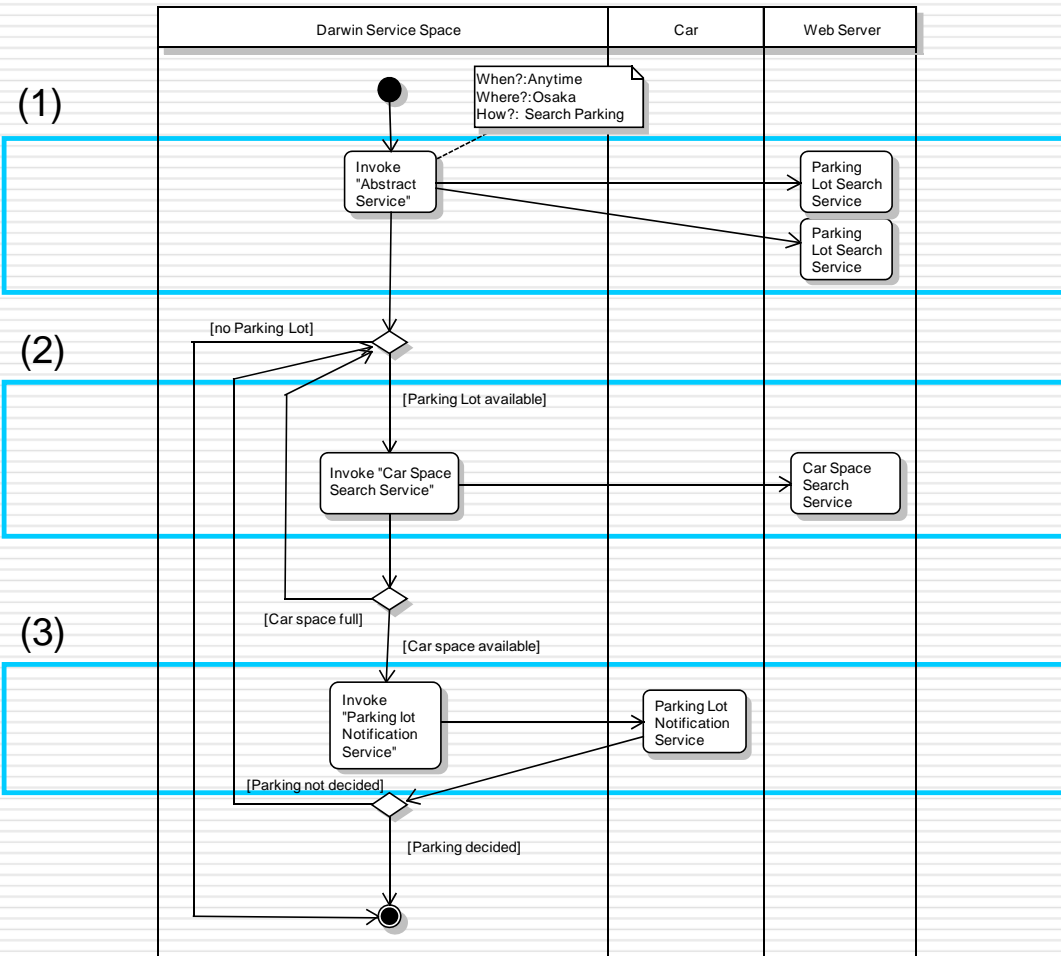 Darwin Service Space
Car
Web Server
When?:Anytime
Where?:Osaka
How?: Search Parking
(1)
Invoke
"Abstract
Service"
Parking
Lot Search
Service
Parking
Lot Search
Service
[no Parking Lot]
(2)
[Parking Lot available]
Invoke "Car Space
Search Service"
Car Space
Search
Service
[Car space full]
(3)
[Car space available]
Invoke
"Parking lot
Notification
Service"
Parking Lot
Notification
Service
[Parking not decided]
[Parking decided]